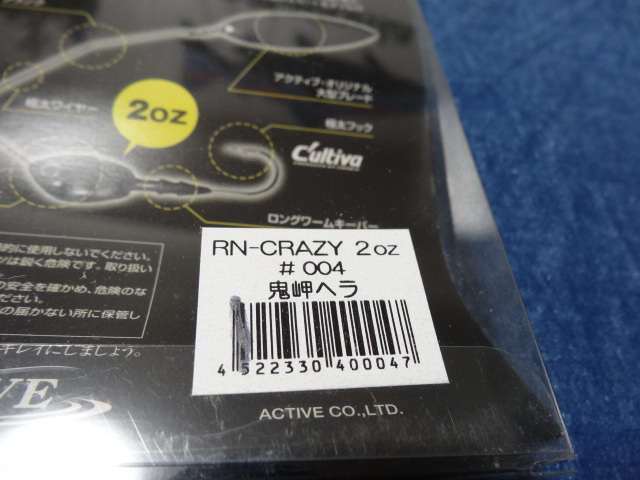 アクティブ・オリジナル
大型ブレード
極太ワイヤー
2oz
極太フック
C'ultiva
ロングワームキーパー
RN-CRAZY 2oz
# 004
鬼岬ヘラ
4 522330 400047
的に使用しないでください。
は鋭く危険です。取り扱い
の安全を確かめ、危険のな
ださい。
の届かない所に保管し
キレイにしましょう。
VE
ACTIVE CO.,LTD.